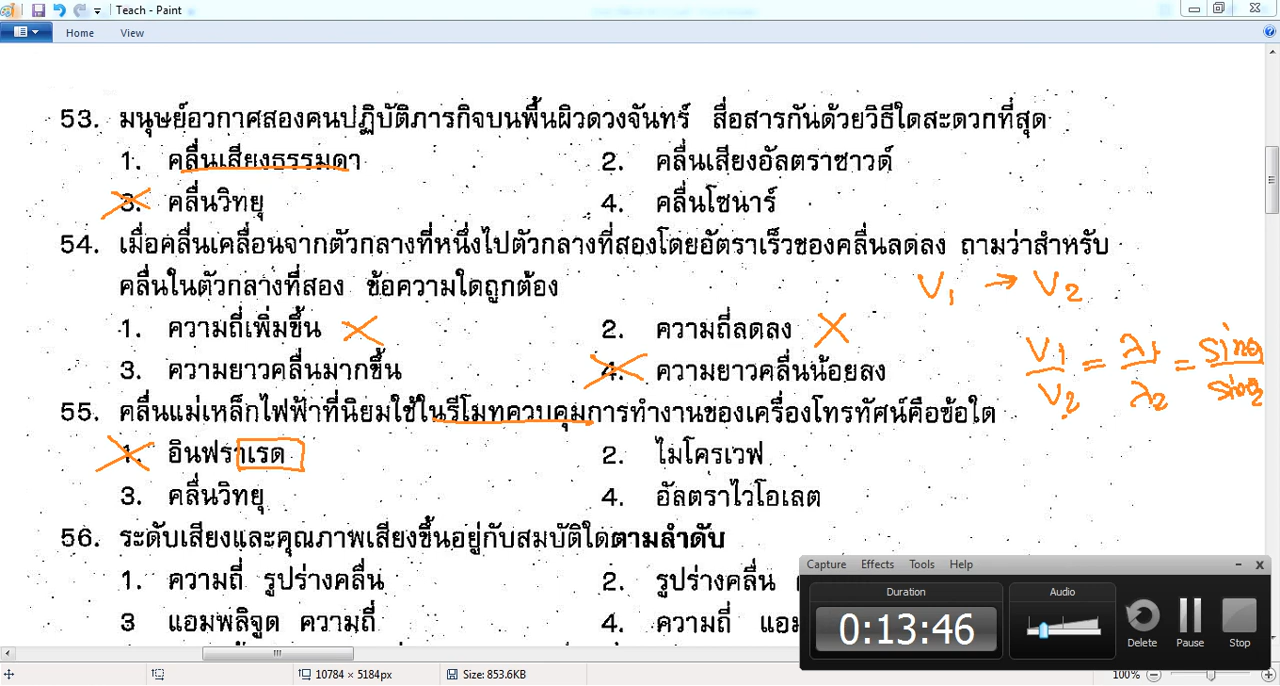 Teach - Paint
Home View
53. มนุษย์อวกาศสองคนปฏิบัติภารกิจบนพื้นผิวดวงจันทร์ สื่อสารกันด้วยวิธีใดสะดวกที่สุด
1. คลื่นเสียงธรรมดา 2. คลื่นเสียงอัลตราซาวด์
3. คลื่นวิทยุ 4. คลื่นโซนาร์
54. เมื่อคลื่นเคลื่อนจากตัวกลางที่หนึ่งไปตัวกลางที่สองโดยอัตราเร็วของคลื่นลดลง ถามว่าสำหรับ
คลื่นในตัวกลางที่สอง ข้อความใดถูกต้อง V₁ → V₂
1. ความถี่เพิ่มขึ้น 2. ความถี่ลดลง
V₁/V₂ = λ₁/λ₂ = sinθ₁/sinθ₂
3. ความยาวคลื่นมากขึ้น 4. ความยาวคลื่นน้อยลง
55. คลื่นแม่เหล็กไฟฟ้าที่นิยมใช้ในรีโมทควบคุมการทำงานของเครื่องโทรทัศน์คือข้อใด
1. อินฟราเรด 2. ไมโครเวฟ
3. คลื่นวิทยุ 4. อัลตราไวโอเลต
56. ระดับเสียงและคุณภาพเสียงขึ้นอยู่กับสมบัติใดตามลำดับ
1. ความถี่ รูปร่างคลื่น 2. รูปร่างคลื่น
3 แอมพลิจูด ความถี่ 4. ความถี่ แอม
Capture Effects Tools Help
Duration Audio
0:13:46
Delete Pause Stop
10784 × 5184px Size: 853.6KB 100%